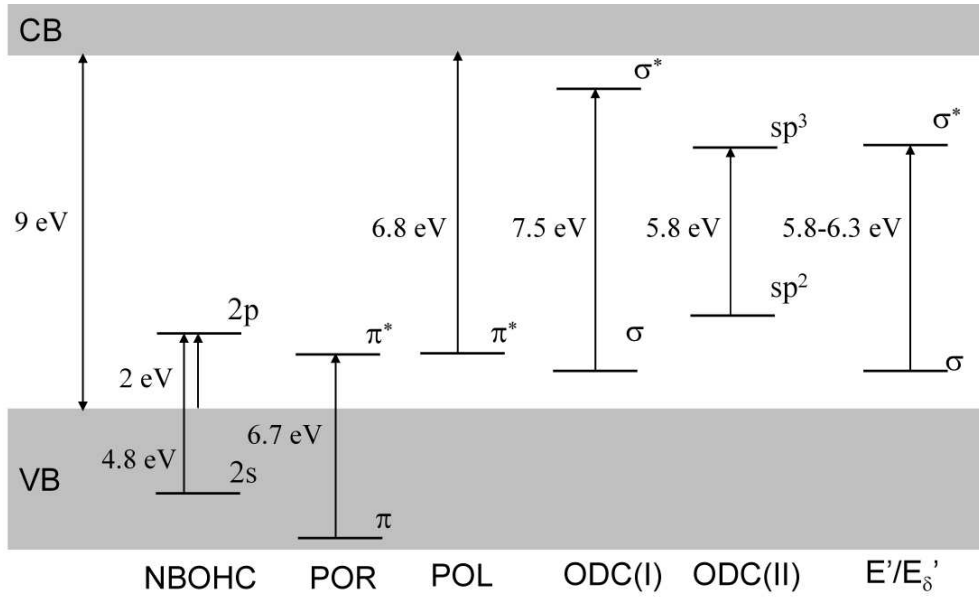 CB
σ*
sp³
σ*
9 eV
6.8 eV
7.5 eV
5.8 eV
5.8-6.3 eV
sp²
2p
π*
π*
σ
σ
2 eV
6.7 eV
4.8 eV
2s
VB
π
NBOHC
POR
POL
ODC(I)
ODC(II)
E'/Eδ'